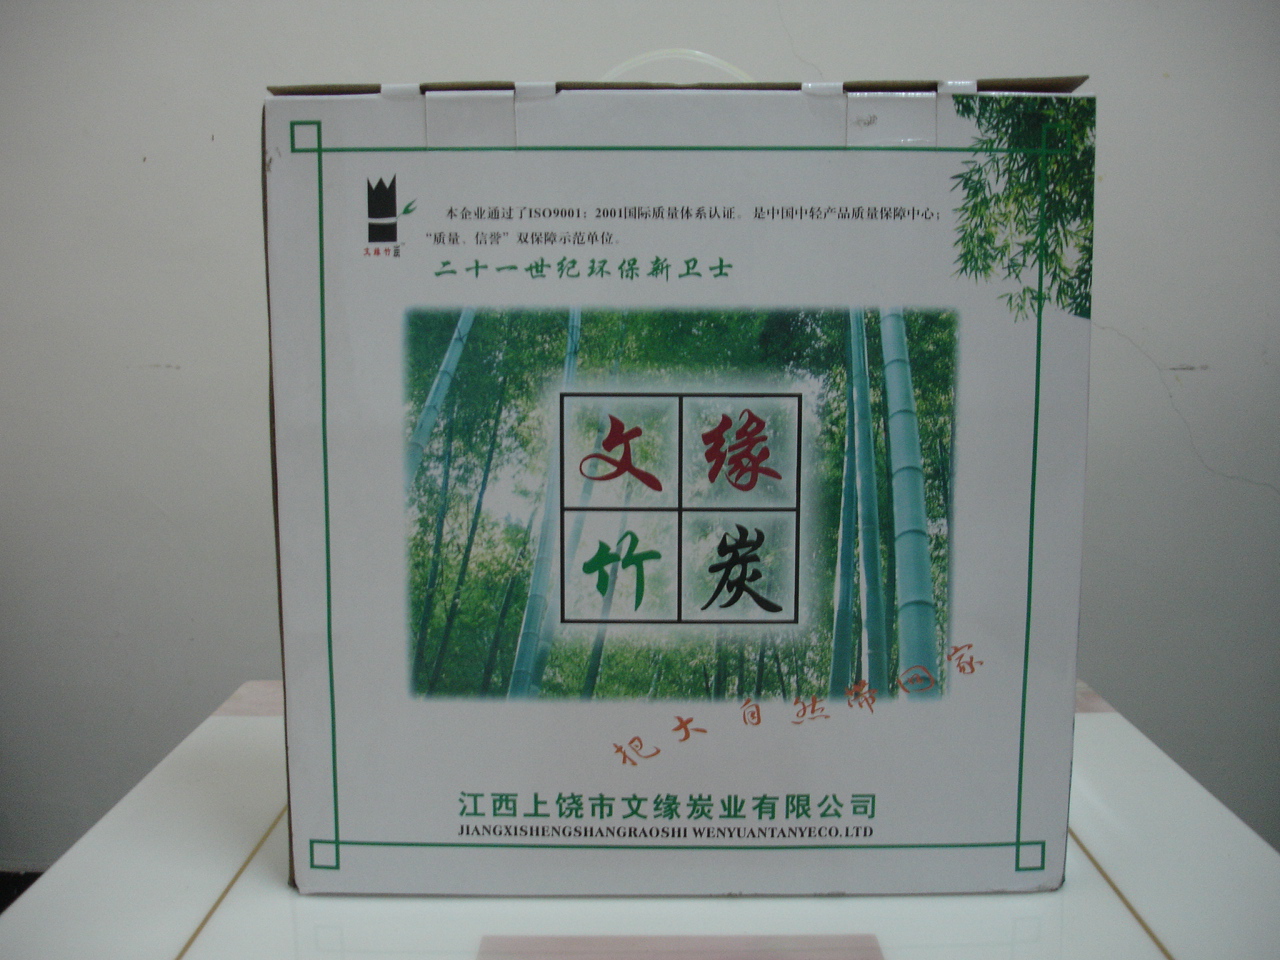 本企业通过了ISO9001：2001国际质量体系认证。是中国中轻产品质量保障中心；
“质量、信誉”双保障示范单位。
文缘竹炭
二十一世纪环保新卫士
文缘
竹炭
把大自然带回家
江西上饶市文缘炭业有限公司
JIANGXISHENGSHANGRAOSHI WENYUANTANYECO.LTD